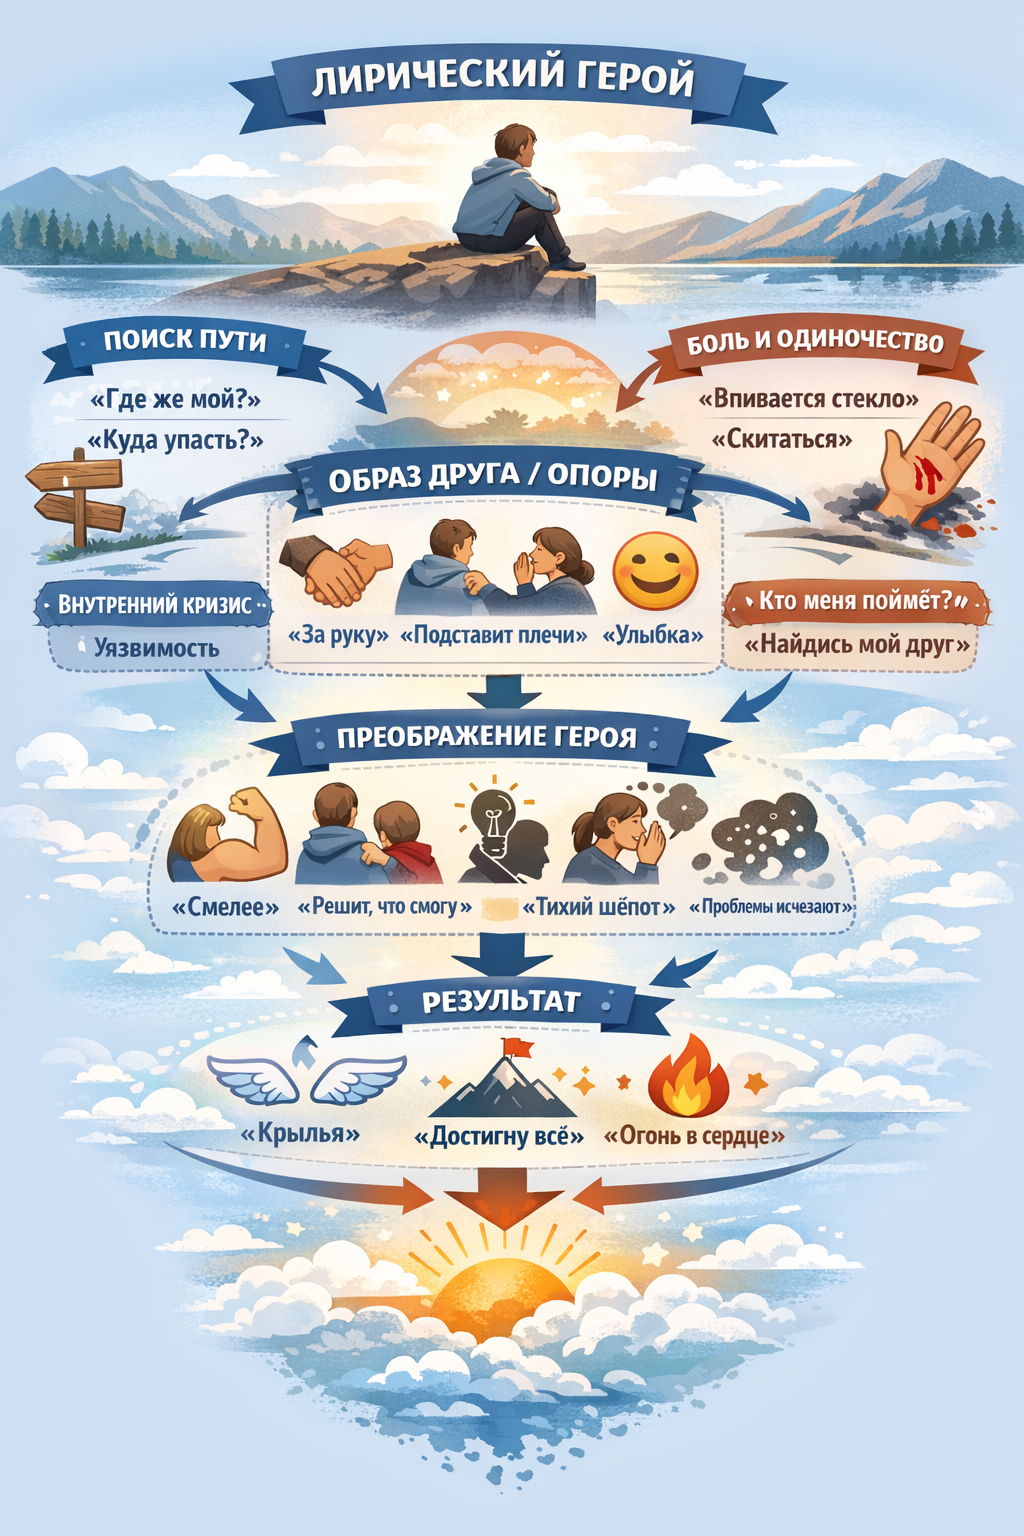 ЛИРИЧЕСКИЙ ГЕРОЙ
ПОИСК ПУТИ
«Где же мой?»
«Куда упасть?»
БОЛЬ И ОДИНОЧЕСТВО
«Впивается стекло»
«Скитаться»
ОБРАЗ ДРУГА / ОПОРЫ
«За руку» «Подставит плечи» «Улыбка»
Внутренний кризис
Уязвимость
Кто меня поймёт?
«Найдись мой друг»
ПРЕОБРАЖЕНИЕ ГЕРОЯ
«Смелее» «Решит, что смогу» «Тихий шёпот» «Проблемы исчезают»
РЕЗУЛЬТАТ
«Крылья» «Достигну всё» «Огонь в сердце»